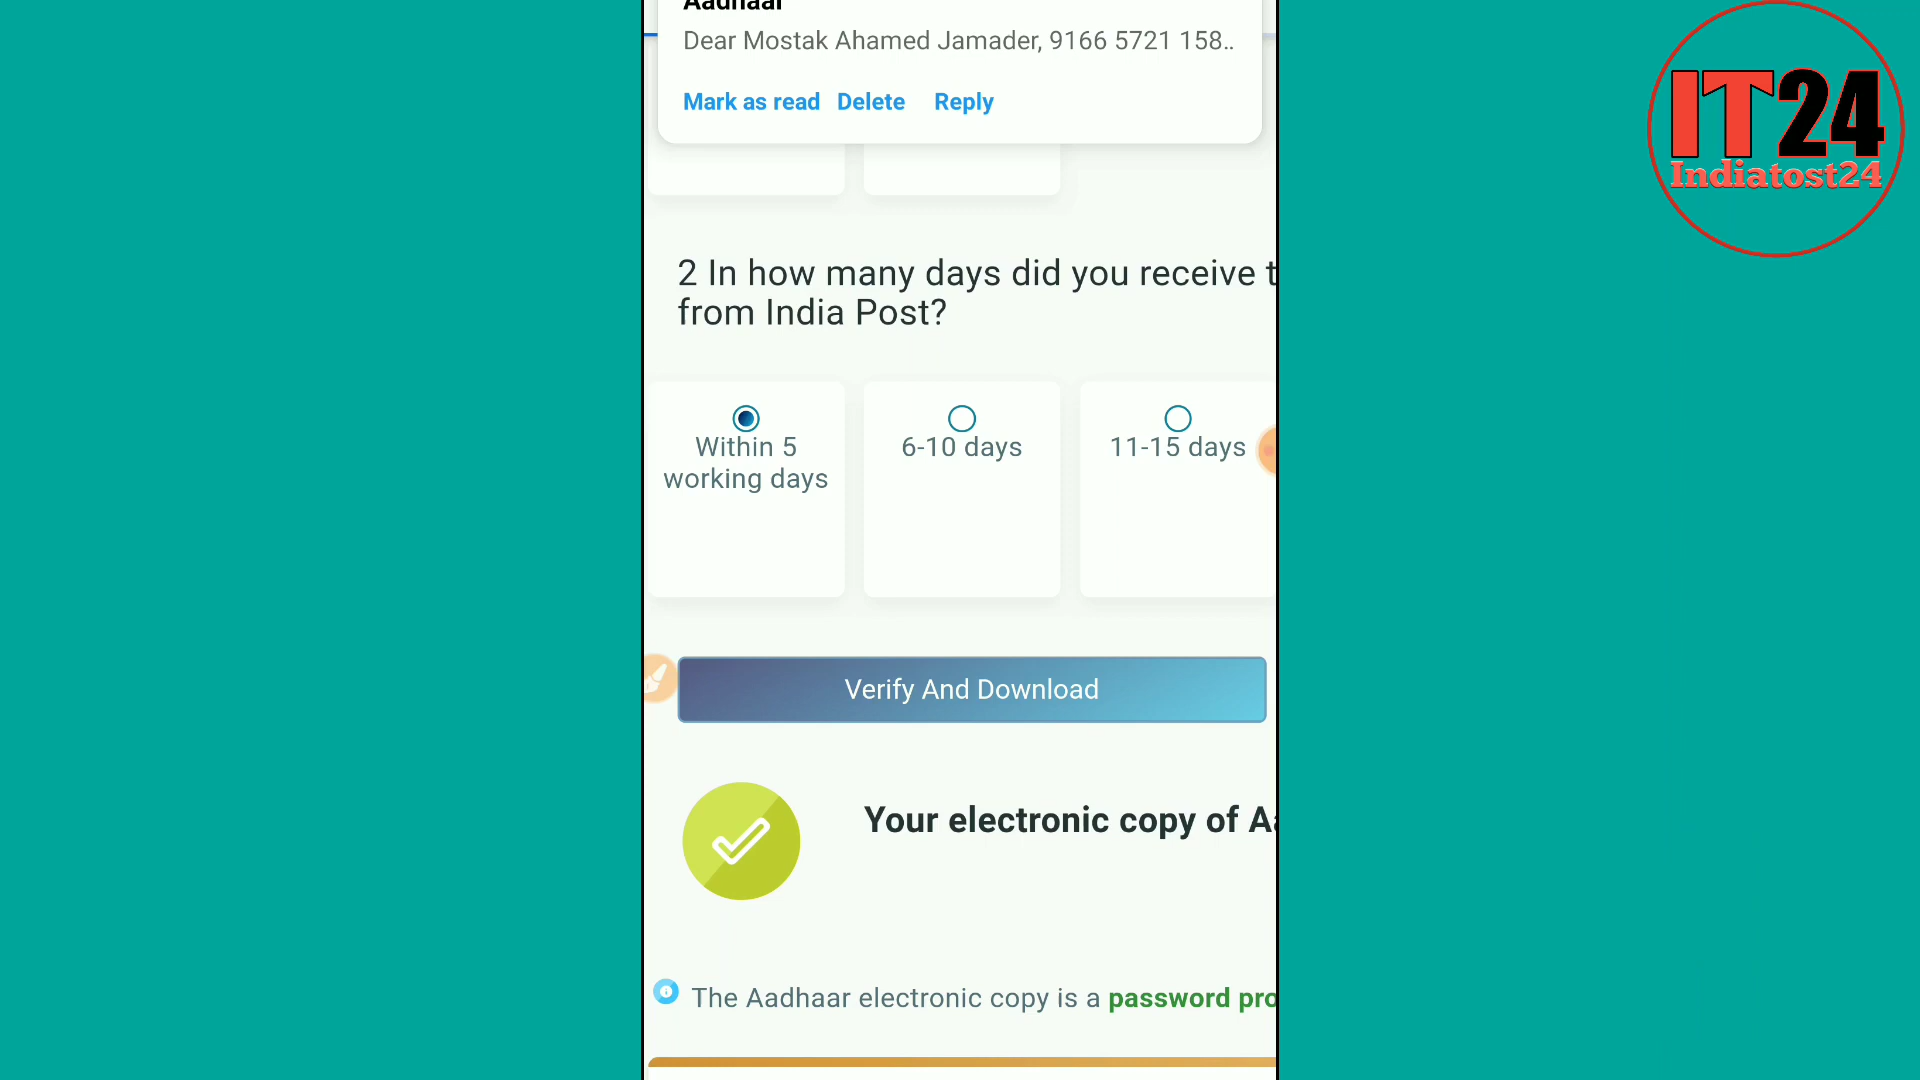 Aadhaar
Dear Mostak Ahamed Jamader, 9166 5721 158..
Mark as read Delete Reply
2 In how many days did you receive t
from India Post?
Within 5
working days
6-10 days
11-15 days
Verify And Download
Your electronic copy of Aa
The Aadhaar electronic copy is a password pro
IT24
Indiatost24